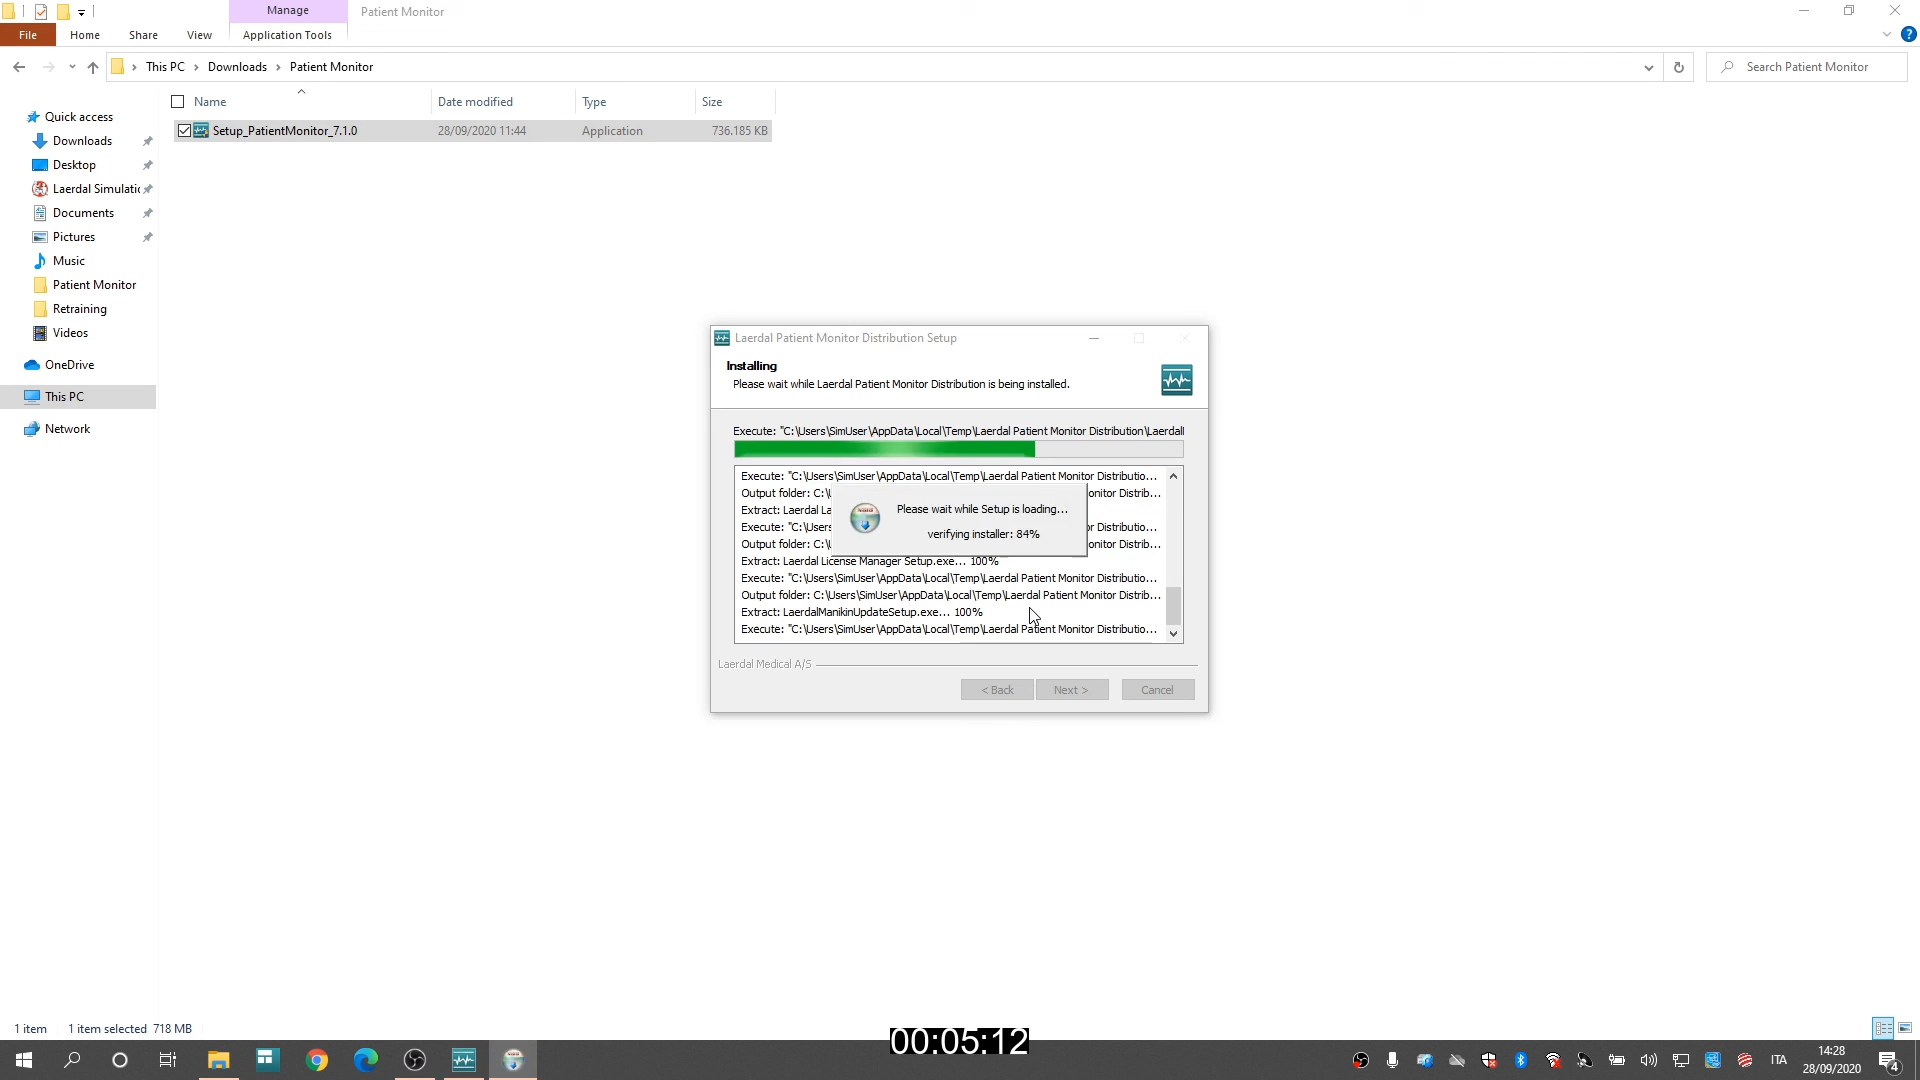 Manage
Patient Monitor
File
Home
Share
View
Application Tools
This PC
Downloads
Patient Monitor
Search Patient Monitor
Name
Date modified
Type
Size
Setup_PatientMonitor_7.1.0
28/09/2020 11:44
Application
736.185 KB
Quick access
Downloads
Desktop
Laerdal Simulatic
Documents
Pictures
Music
Patient Monitor
Retraining
Videos
OneDrive
This PC
Network
Laerdal Patient Monitor Distribution Setup
Installing
Please wait while Laerdal Patient Monitor Distribution is being installed.
Execute: "C:\Users\SimUser\AppData\Local\Temp\Laerdal Patient Monitor Distribution\Laerdall
Execute: "C:\Users\SimUser\AppData\Local\Temp\Laerdal Patient Monitor Distributio...
Output folder: C:\
onitor Distrib...
Extract: Laerdal La
Please wait while Setup is loading...
Execute: "C:\Users
or Distributio...
verifying installer: 84%
Output folder: C:\
onitor Distrib...
Extract: Laerdal License Manager Setup.exe... 100%
Execute: "C:\Users\SimUser\AppData\Local\Temp\Laerdal Patient Monitor Distributio...
Output folder: C:\Users\SimUser\AppData\Local\Temp\Laerdal Patient Monitor Distrib...
Extract: LaerdalManikinUpdateSetup.exe... 100%
Execute: "C:\Users\SimUser\AppData\Local\Temp\Laerdal Patient Monitor Distributio...
Laerdal Medical A/S
< Back
Next >
Cancel
1 item
1 item selected 718 MB
00:05:12
ITA
14:28
28/09/2020
4